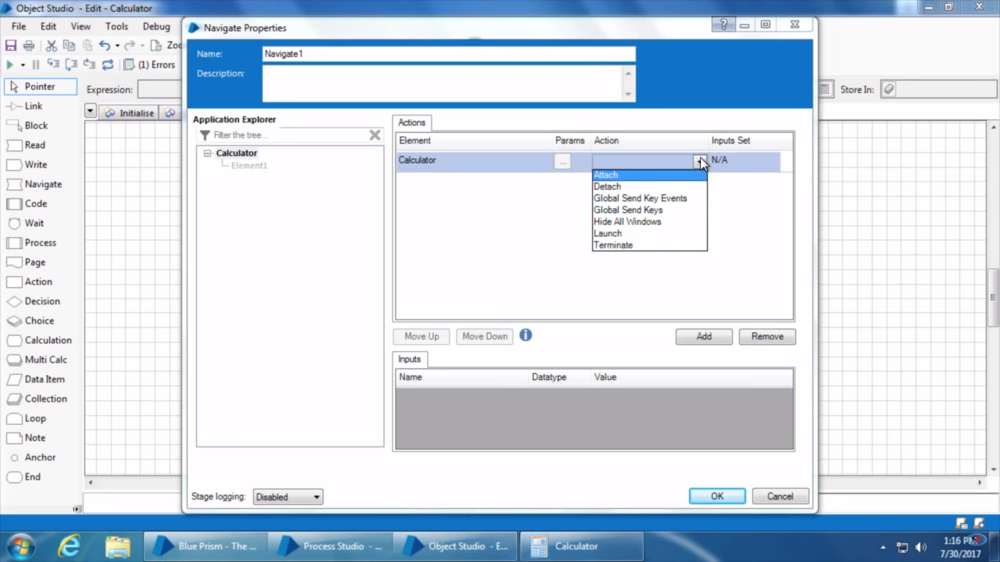 Object Studio - Edit - Calculator
File Edit View Tools Debug
(1) Errors
Pointer
Link
Block
Read
Write
Navigate
Code
Wait
Process
Page
Action
Decision
Choice
Calculation
Multi Calc
Data Item
Collection
Loop
Note
Anchor
End
Expression:
Store In:
Initialise
Navigate Properties
Name: Navigate1
Description:
Application Explorer
Filter the tree...
Calculator
Element1
Actions
Element Params Action Inputs Set
Calculator ... N/A
Attach
Detach
Global Send Key Events
Global Send Keys
Hide All Windows
Launch
Terminate
Move Up Move Down Add Remove
Inputs
Name Datatype Value
Stage logging: Disabled
OK Cancel
Blue Prism - The ...
Process Studio - ...
Object Studio - E...
Calculator
1:16
7/30/2017